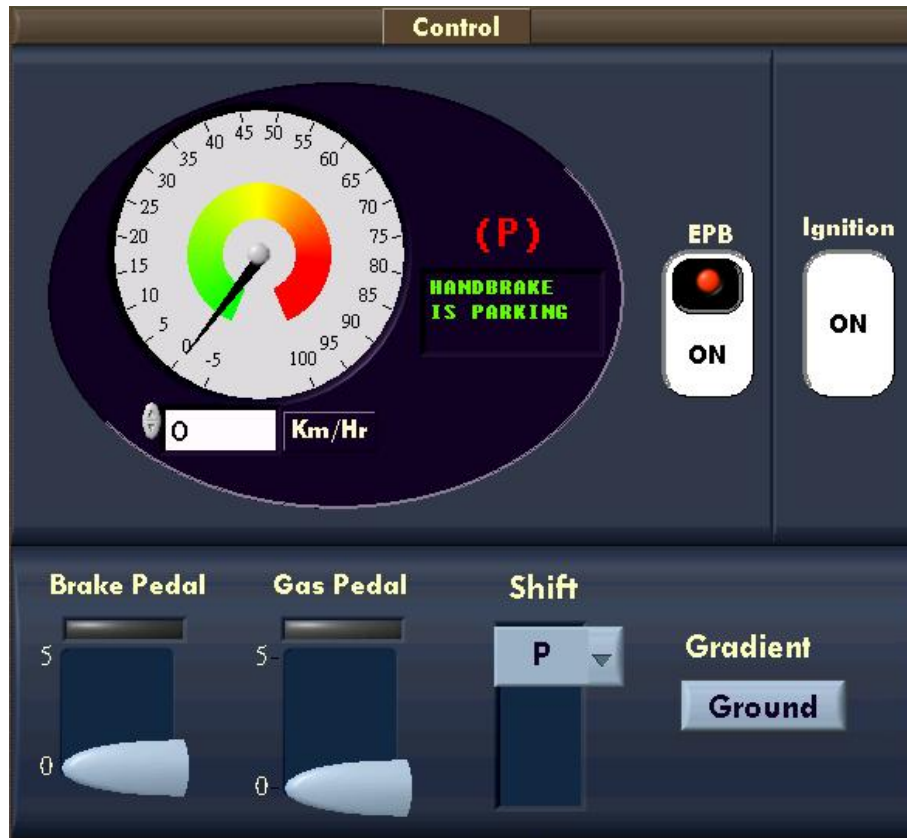 Control
45 50
40 55
35 60
30 65
25 70
20 75
15 80
10 85
5 90
0 95
-5 100
(P)
HANDBRAKE
IS PARKING
EPB
ON
Ignition
ON
0
Km/Hr
Brake Pedal
5
0
Gas Pedal
5
0
Shift
P
Gradient
Ground